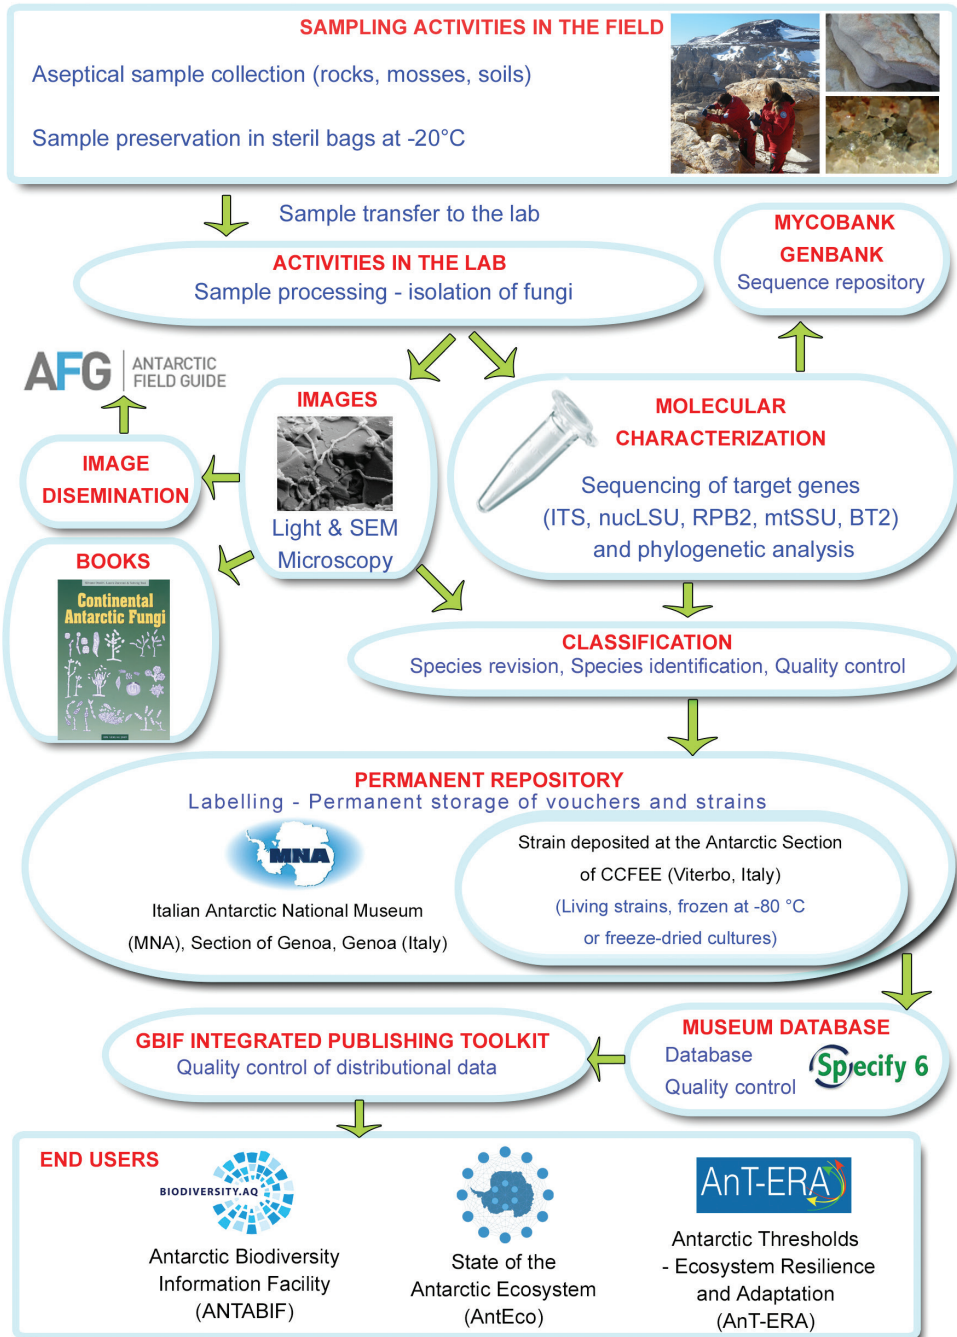 SAMPLING ACTIVITIES IN THE FIELD
Aseptical sample collection (rocks, mosses, soils)
Sample preservation in steril bags at -20°C
Sample transfer to the lab
MYCOBANK
GENBANK
Sequence repository
ACTIVITIES IN THE LAB
Sample processing - isolation of fungi
AFG
ANTARCTIC
FIELD GUIDE
IMAGES
Light & SEM
Microscopy
MOLECULAR
CHARACTERIZATION
Sequencing of target genes
(ITS, nucLSU, RPB2, mtSSU, BT2)
and phylogenetic analysis
IMAGE
DISEMINATION
BOOKS
Continental
Antarctic Fungi
CLASSIFICATION
Species revision, Species identification, Quality control
PERMANENT REPOSITORY
Labelling - Permanent storage of vouchers and strains
MNA
Italian Antarctic National Museum
(MNA), Section of Genoa, Genoa (Italy)
Strain deposited at the Antarctic Section
of CCFEE (Viterbo, Italy)
(Living strains, frozen at -80 °C
or freeze-dried cultures)
MUSEUM DATABASE
Database
Quality control
Specify 6
GBIF INTEGRATED PUBLISHING TOOLKIT
Quality control of distributional data
END USERS
BIODIVERSITY.AQ
Antarctic Biodiversity
Information Facility
(ANTABIF)
State of the
Antarctic Ecosystem
(AntEco)
AnT-ERA
Antarctic Thresholds
- Ecosystem Resilience
and Adaptation
(AnT-ERA)